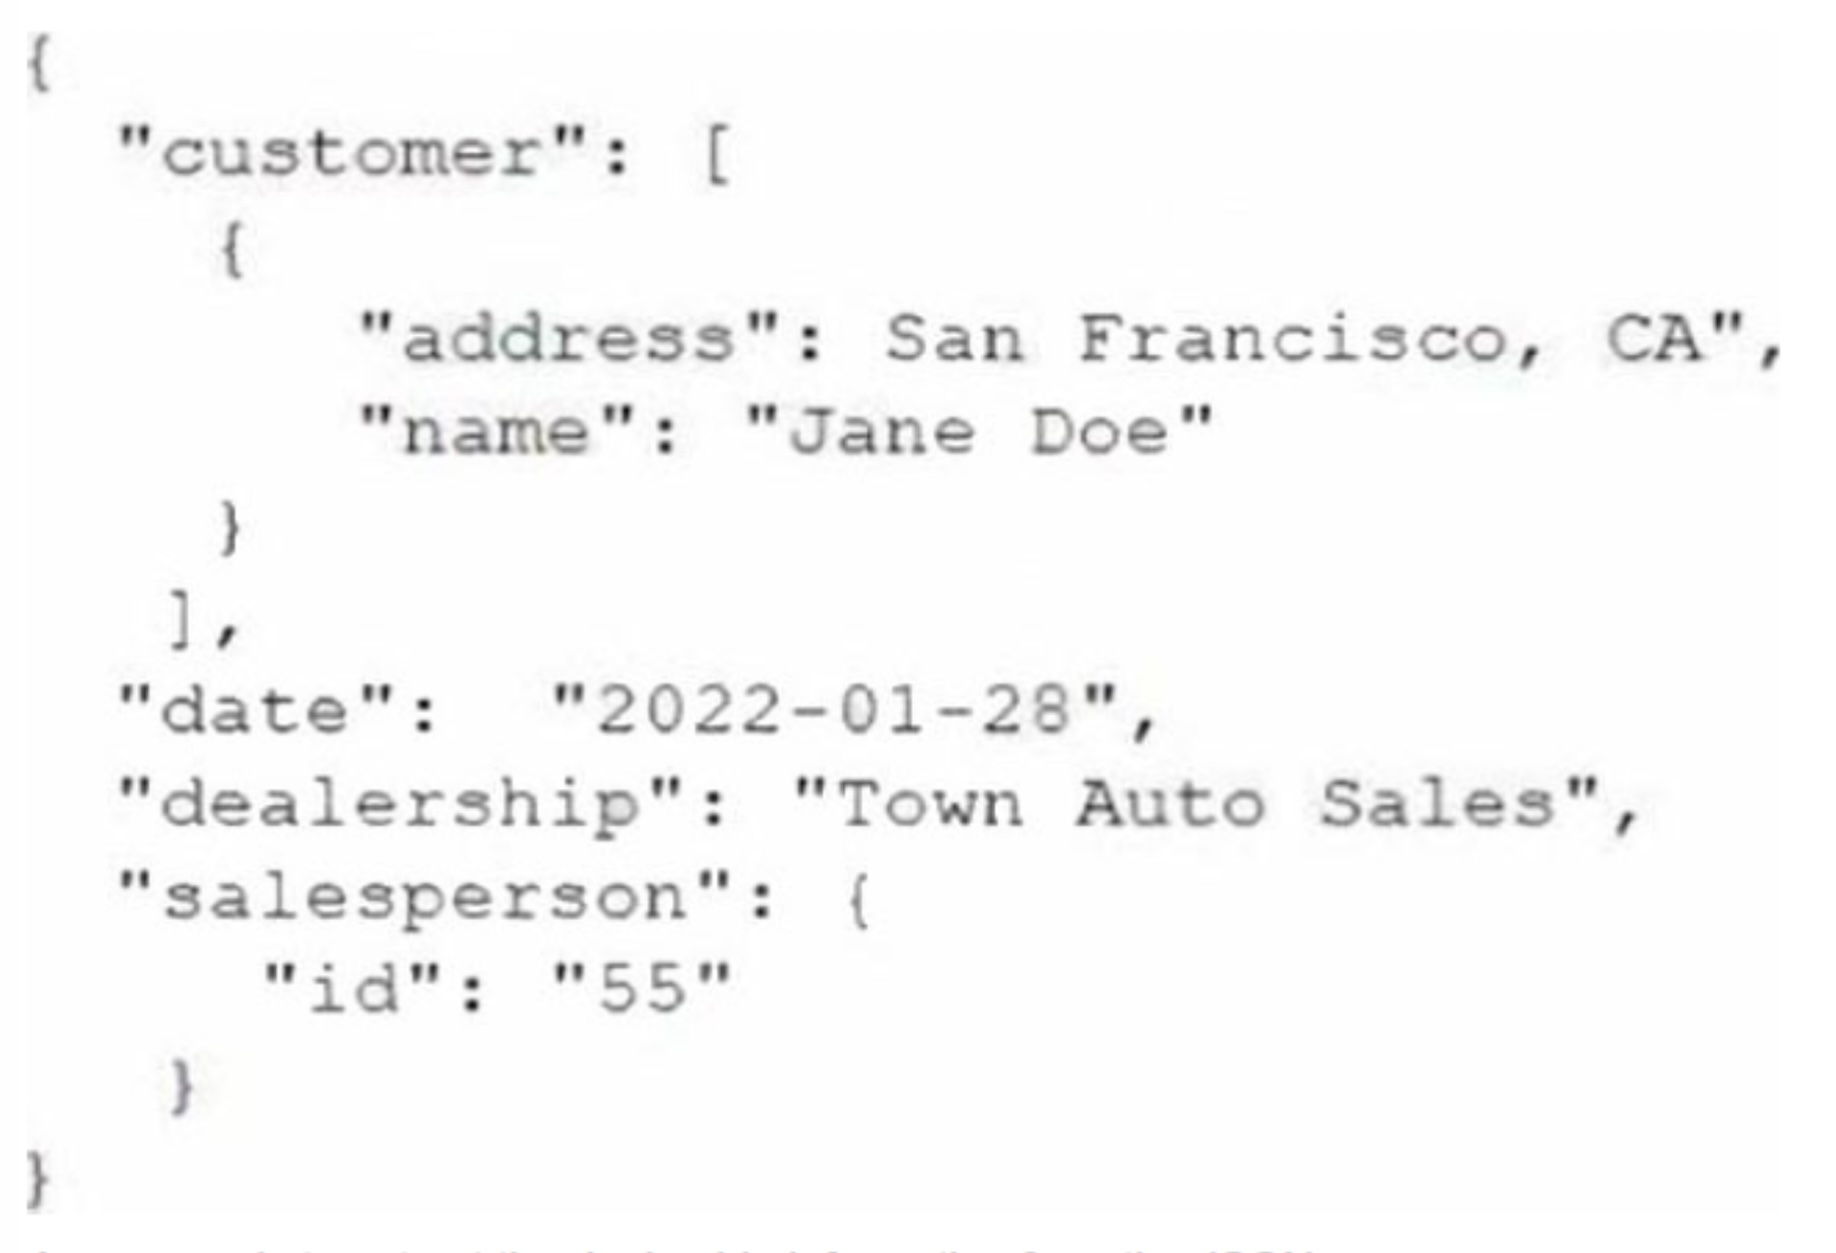 {
"customer": [
{
"address": San Francisco, CA",
"name": "Jane Doe"
}
],
"date": "2022-01-28",
"dealership": "Town Auto Sales",
"salesperson": {
"id": "55"
}
}